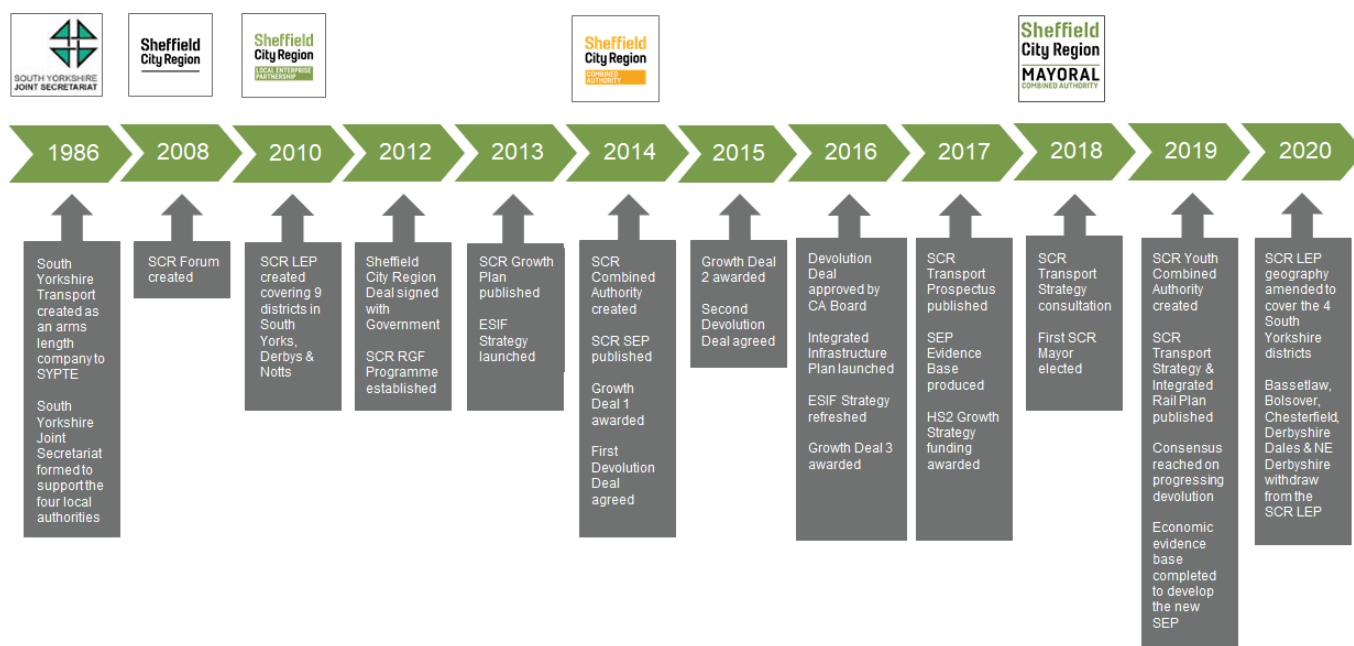 SOUTH YORKSHIRE
JOINT SECRETARIAT
Sheffield
City Region
Sheffield
City Region
LOCAL ENTERPRISE
PARTNERSHIP
Sheffield
City Region
COMBINED
AUTHORITY
Sheffield
City Region
MAYORAL
COMBINED AUTHORITY
1986
2008
2010
2012
2013
2014
2015
2016
2017
2018
2019
2020
South
Yorkshire
Transport
created as
an arms
length
company to
SYPTE
South
Yorkshire
Joint
Secretariat
formed to
support the
four local
authorities
SCR Forum
created
SCR LEP
created
covering 9
districts in
South
Yorks,
Derbys &
Notts
Sheffield
City Region
Deal signed
with
Government
SCR RGF
Programme
established
SCR Growth
Plan
published
ESIF
Strategy
launched
SCR
Combined
Authority
created
SCR SEP
published
Growth
Deal 1
awarded
First
Devolution
Deal
agreed
Growth Deal
2 awarded
Second
Devolution
Deal agreed
Devolution
Deal
approved by
CA Board
Integrated
Infrastructure
Plan launched
ESIF Strategy
refreshed
Growth Deal 3
awarded
SCR
Transport
Prospectus
published
SEP
Evidence
Base
produced
HS2 Growth
Strategy
funding
awarded
SCR
Transport
Strategy
consultation
First SCR
Mayor
elected
SCR Youth
Combined
Authority
created
SCR
Transport
Strategy &
Integrated
Rail Plan
published
Consensus
reached on
progressing
devolution
Economic
evidence
base
completed
to develop
the new
SEP
SCR LEP
geography
amended to
cover the 4
South
Yorkshire
districts
Bassetlaw,
Bolsover,
Chesterfield,
Derbyshire
Dales & NE
Derbyshire
withdraw
from the
SCR LEP